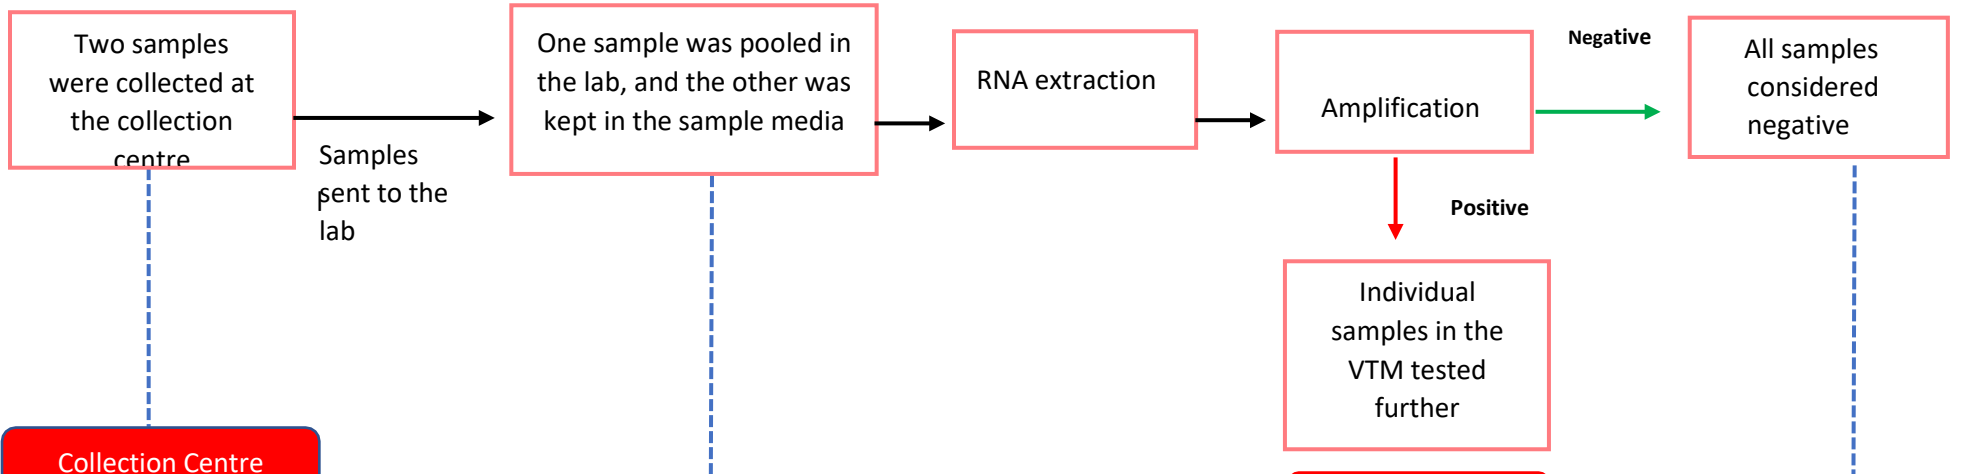 Two samples
were collected at
the collection
centre
Samples
sent to the
lab
One sample was pooled in
the lab, and the other was
kept in the sample media
RNA extraction
Amplification
Negative
All samples
considered
negative
Positive
Individual
samples in the
VTM tested
further
Collection Centre